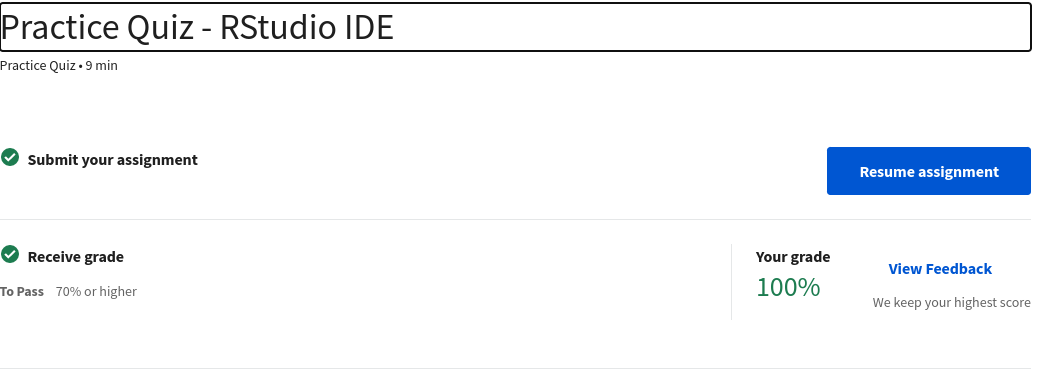 Practice Quiz - RStudio IDE
Practice Quiz • 9 min
Submit your assignment
Resume assignment
Receive grade
To Pass 70% or higher
Your grade
100%
View Feedback
We keep your highest score